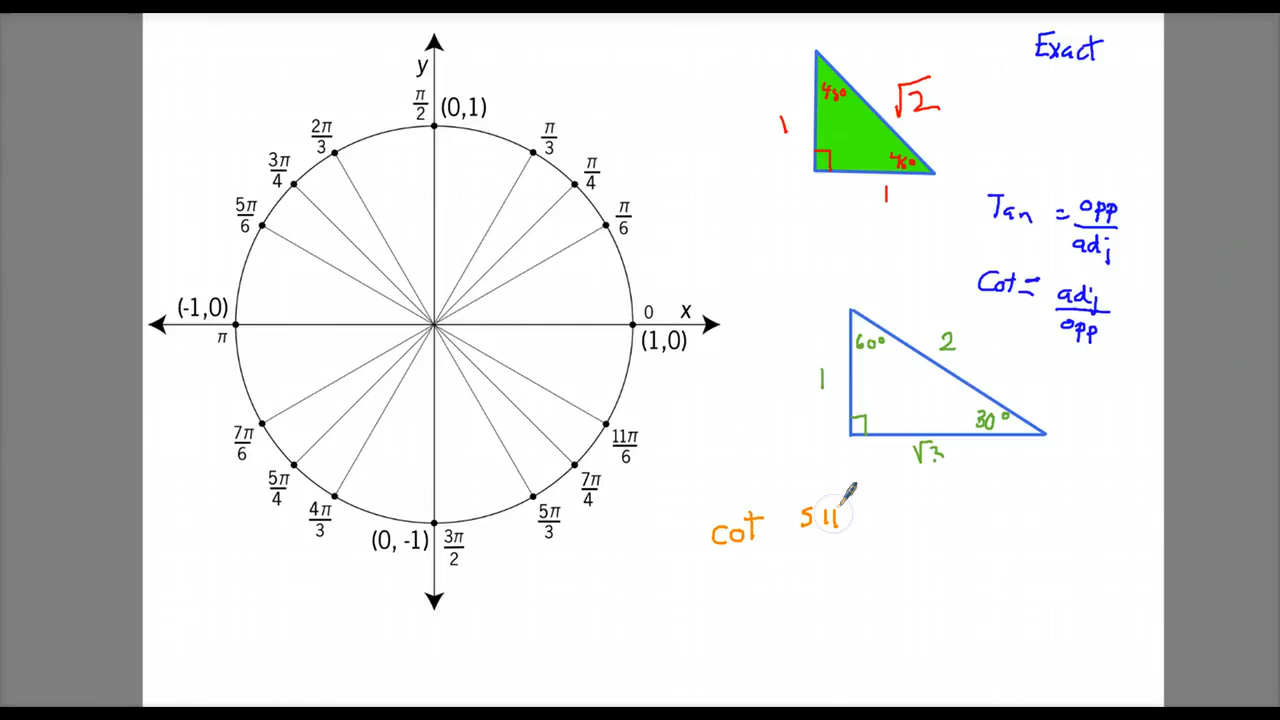 Exact
y
π/2 (0,1)
2π/3
π/3
3π/4
π/4
5π/6
π/6
(-1,0)
π
0 x
(1,0)
7π/6
11π/6
5π/4
7π/4
4π/3
5π/3
(0, -1) 3π/2
45°
√2
1
45°
1
Tan = opp/adj
Cot = adj/opp
60°
2
1
30°
√3
cot 5